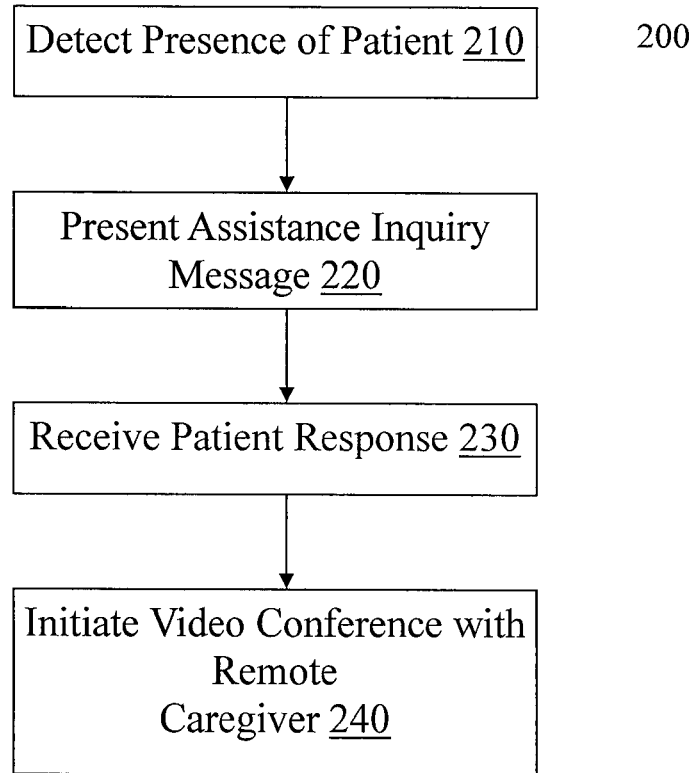 Detect Presence of Patient 210
200
Present Assistance Inquiry
Message 220
Receive Patient Response 230
Initiate Video Conference with
Remote
Caregiver 240